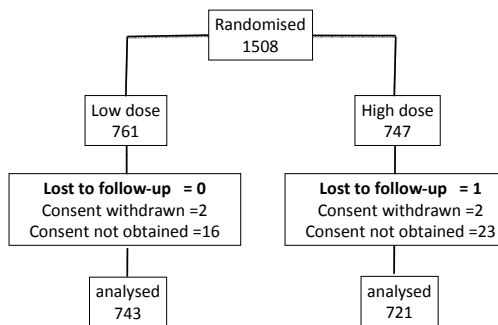 Randomised
1508
Low dose
761
High dose
747
Lost to follow-up = 0
Consent withdrawn =2
Consent not obtained =16
Lost to follow-up = 1
Consent withdrawn =2
Consent not obtained =23
analysed
743
analysed
721